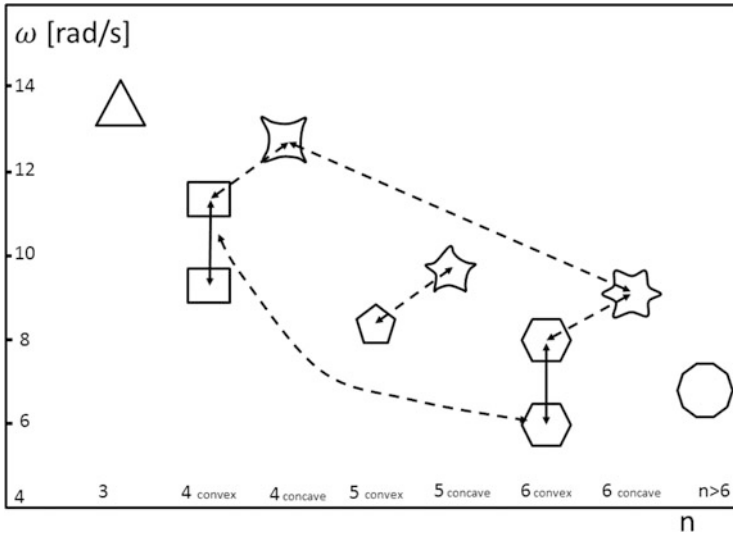 ω [rad/s]
14
12
10
8
6
4 3 4 convex 4 concave 5 convex 5 concave 6 convex 6 concave n>6
n